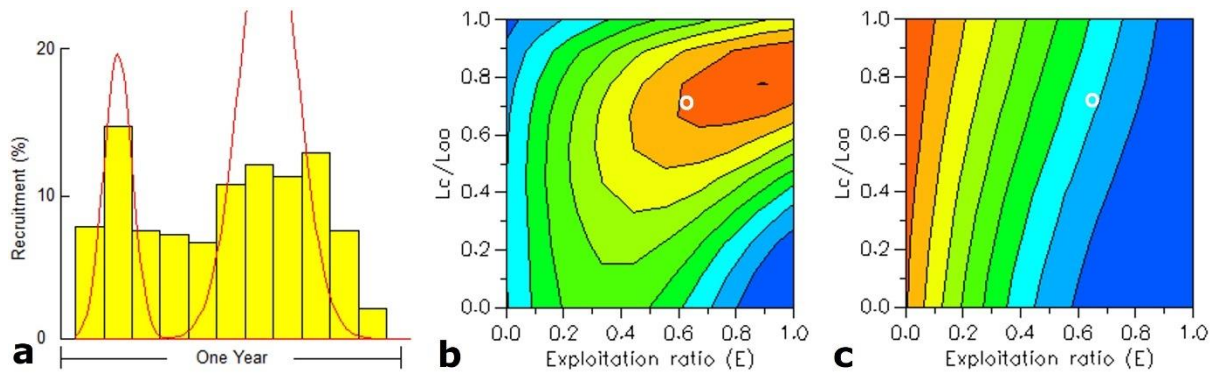 20
10
0
Recruitment (%)
One Year
a
1.0
0.8
0.6
0.4
0.2
0.0
Lc/Loo
0.0 0.2 0.4 0.6 0.8 1.0
Exploitation ratio (E)
b
1.0
0.8
0.6
0.4
0.2
0.0
Lc/Loo
0.0 0.2 0.4 0.6 0.8 1.0
Exploitation ratio (E)
c